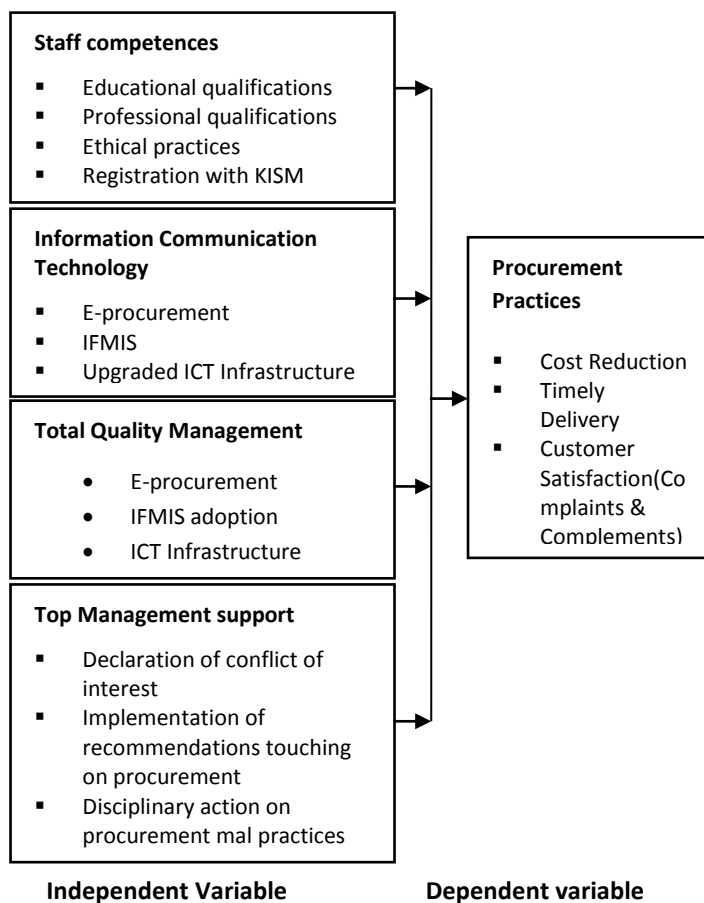 Staff competences
▪ Educational qualifications
▪ Professional qualifications
▪ Ethical practices
▪ Registration with KISM
Information Communication
Technology
▪ E-procurement
▪ IFMIS
▪ Upgraded ICT Infrastructure
Total Quality Management
• E-procurement
• IFMIS adoption
• ICT Infrastructure
Top Management support
▪ Declaration of conflict of
interest
▪ Implementation of
recommendations touching
on procurement
▪ Disciplinary action on
procurement mal practices
Procurement
Practices
▪ Cost Reduction
▪ Timely
Delivery
▪ Customer
Satisfaction(Co
mplaints &
Complements)
Independent Variable
Dependent variable